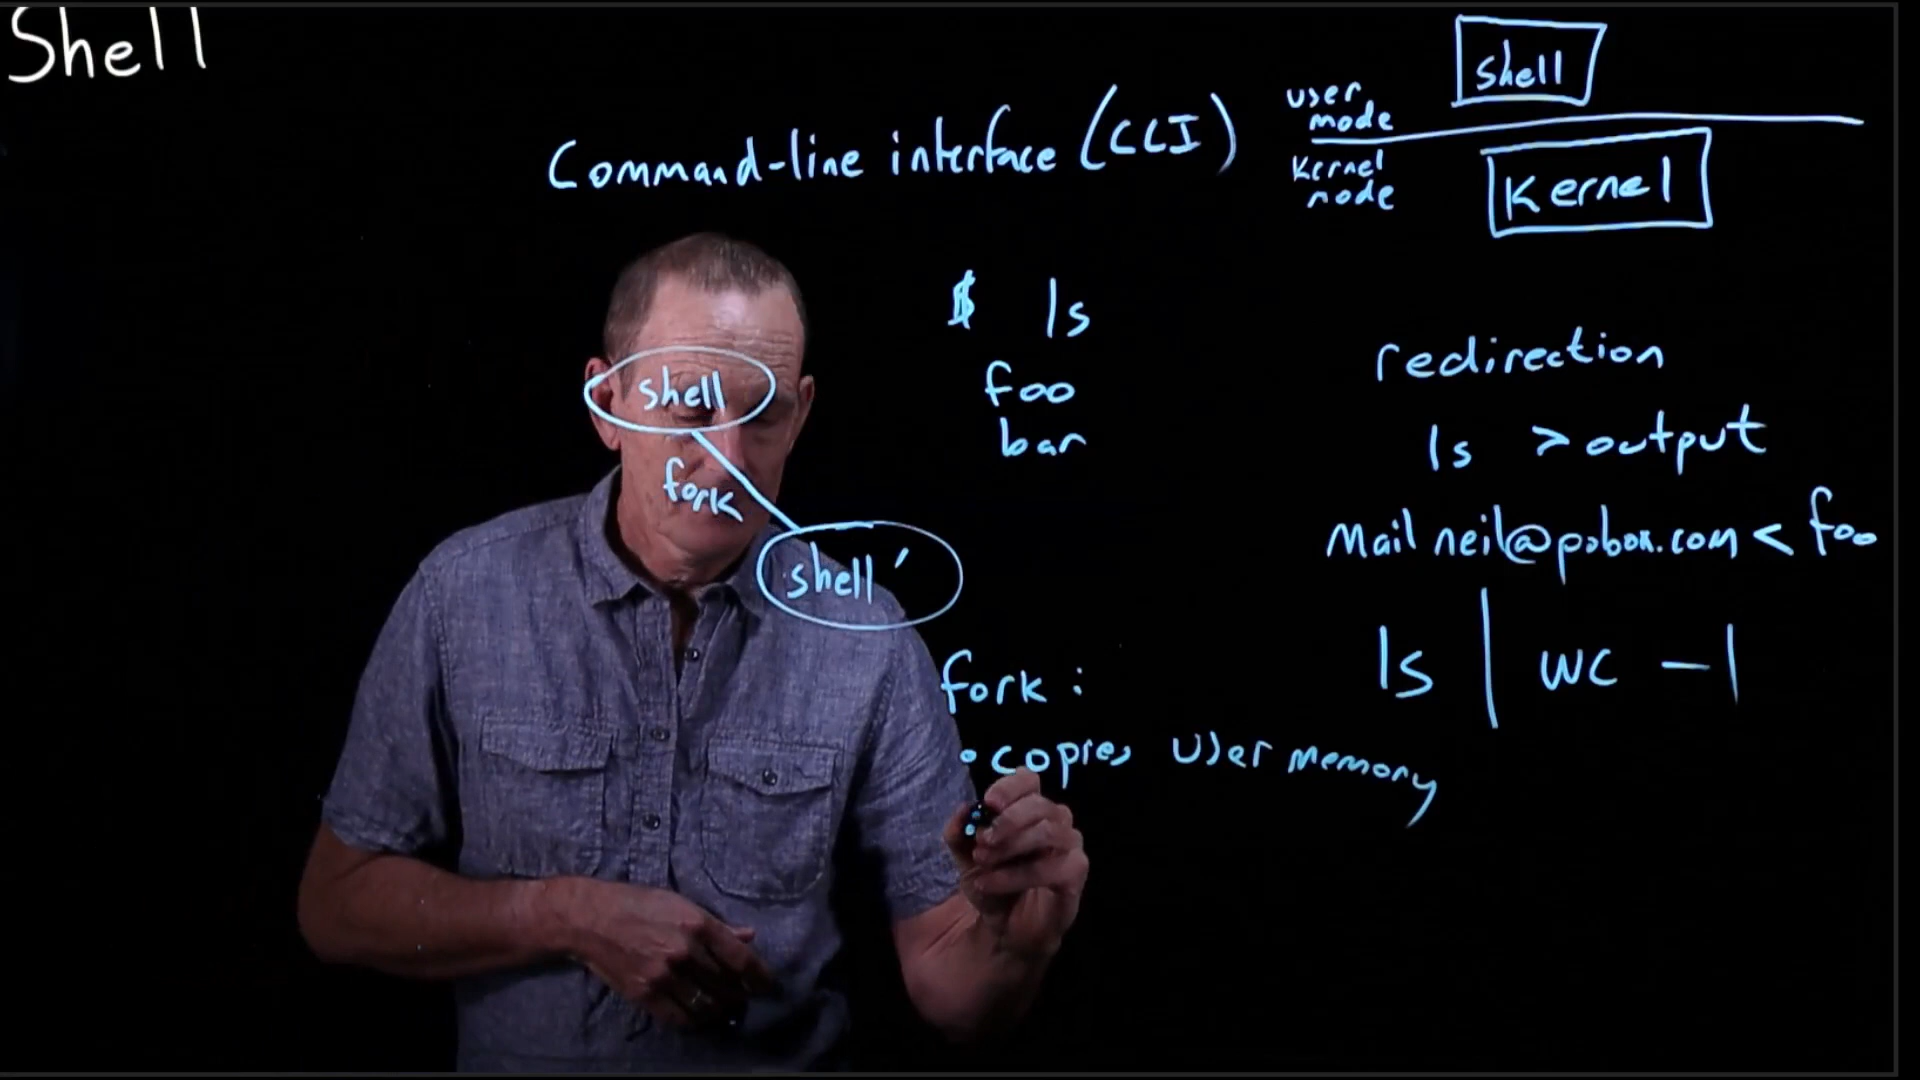 Shell
Command-line interface (CLI)
user
mode
shell
Kernel
node
Kernel
$ ls
foo
bar
shell
fork
shell'
redirection
ls > output
mail neil@pobox.com < foo
ls | wc -l
fork:
• copies user memory